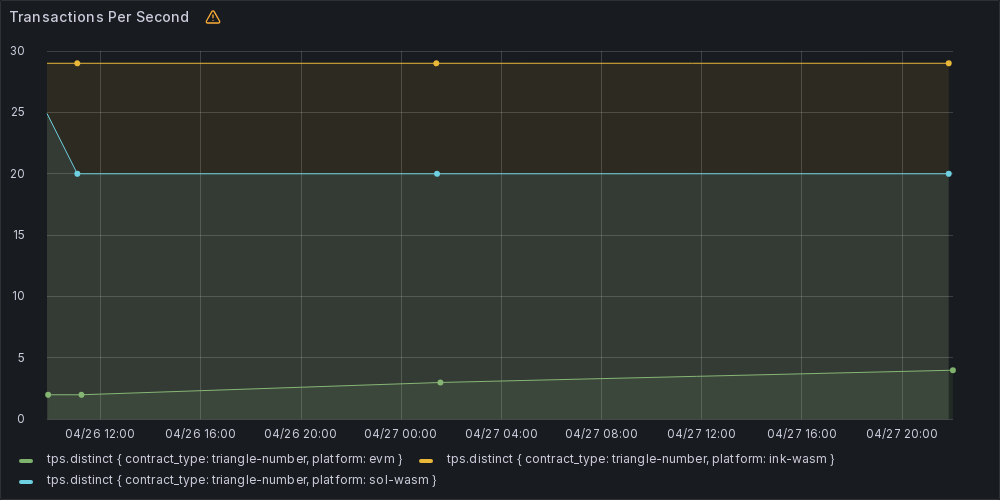 Transactions Per Second
30
25
20
15
10
5
0
04/26 12:00 04/26 16:00 04/26 20:00 04/27 00:00 04/27 04:00 04/27 08:00 04/27 12:00 04/27 16:00 04/27 20:00
tps.distinct { contract_type: triangle-number, platform: evm } tps.distinct { contract_type: triangle-number, platform: ink-wasm }
tps.distinct { contract_type: triangle-number, platform: sol-wasm }